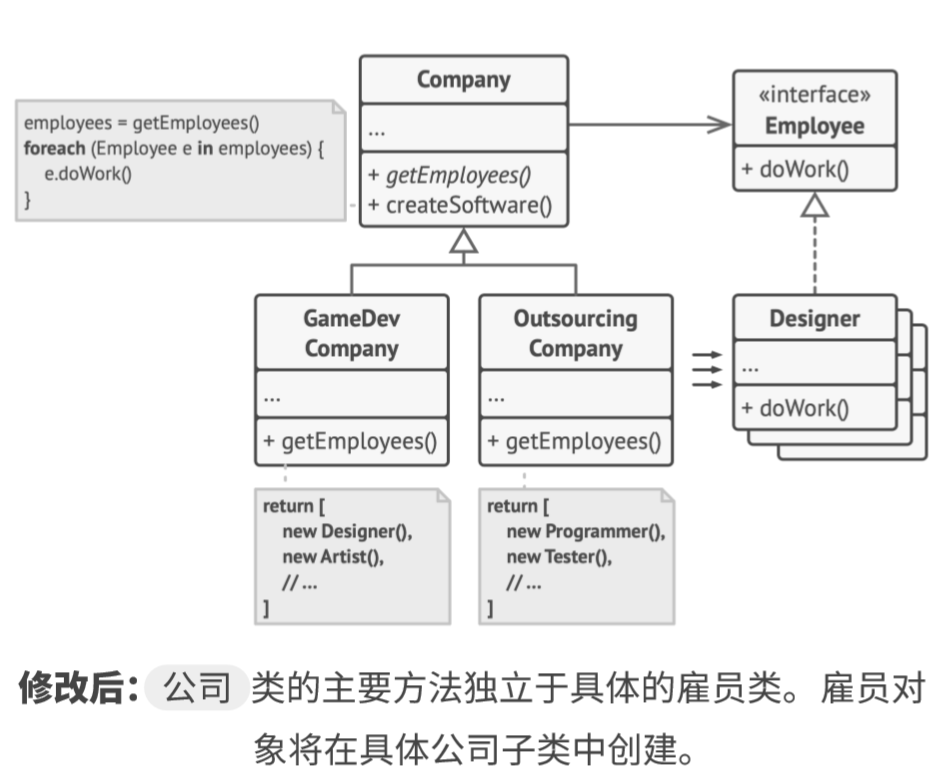 Company
...
+ getEmployees()
+ createSoftware()
«interface»
Employee
+ doWork()
employees = getEmployees()
foreach (Employee e in employees) {
e.doWork()
}
GameDev
Company
...
+ getEmployees()
Outsourcing
Company
...
+ getEmployees()
Designer
...
+ doWork()
return [
new Designer(),
new Artist(),
// ...
]
return [
new Programmer(),
new Tester(),
// ...
]
修改后：公司 类的主要方法独立于具体的雇员类。雇员对
象将在具体公司子类中创建。